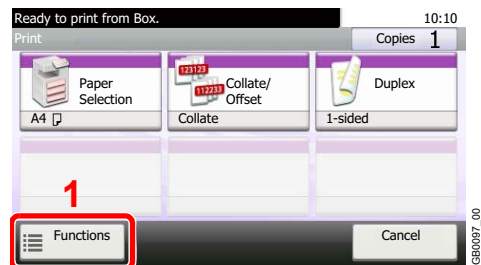 Ready to print from Box.
10:10
Print
Copies 1
Paper
Selection
A4
123123
112233
Collate/
Offset
Collate
Duplex
1-sided
1
Functions
Cancel
GB0097_00